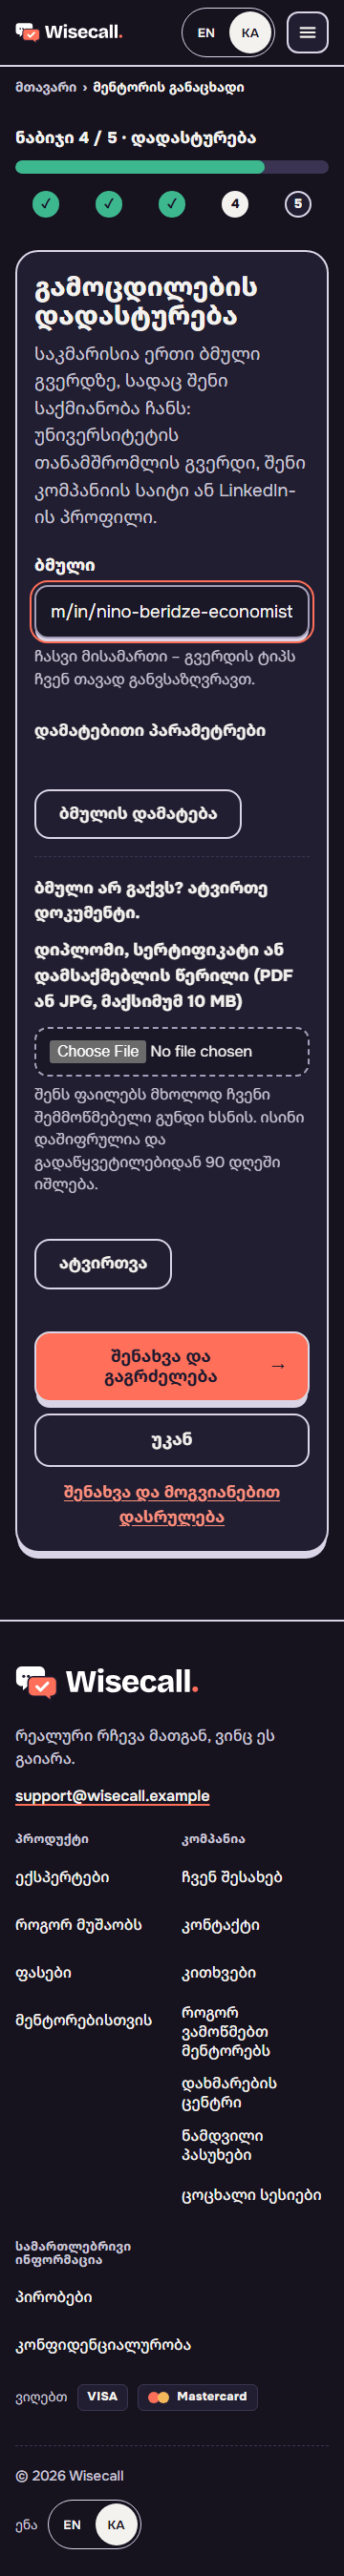 Wisecall.
EN KA
მთავარი › მენტორის განაცხადი
ნაბიჯი 4 / 5 · დადასტურება
✓ ✓ ✓ 4 5
გამოცდილების
დადასტურება
საკმარისია ერთი ბმული
გვერდზე, სადაც შენი
საქმიანობა ჩანს:
უნივერსიტეტის
თანამშრომლის გვერდი, შენი
კომპანიის საიტი ან LinkedIn-
ის პროფილი.
ბმული
m/in/nino-beridze-economist
ჩასვი მისამართი – გვერდის ტიპს
ჩვენ თავად განვსაზღვრავთ.
დამატებითი პარამეტრები
ბმულის დამატება
ბმული არ გაქვს? ატვირთე
დოკუმენტი.
დიპლომი, სერტიფიკატი ან
დამსაქმებლის წერილი (PDF
ან JPG, მაქსიმუმ 10 MB)
Choose File No file chosen
შენს ფაილებს მხოლოდ ჩვენი
შემმოწმებელი გუნდი ხსნის. ისინი
დაშიფრულია და
გადაწყვეტილებიდან 90 დღეში
იშლება.
ატვირთვა
შენახვა და
გაგრძელება →
უკან
შენახვა და მოგვიანებით
დასრულება
Wisecall.
რეალური რჩევა მათგან, ვინც ეს
გაიარა.
support@wisecall.example
პროდუქტი
ექსპერტები
როგორ მუშაობს
ფასები
მენტორებისთვის
კომპანია
ჩვენ შესახებ
კონტაქტი
კითხვები
როგორ
ვამოწმებთ
მენტორებს
დახმარების
ცენტრი
ნამდვილი
პასუხები
ცოცხალი სესიები
სამართლებრივი
ინფორმაცია
პირობები
კონფიდენციალურობა
ვიღებთ VISA Mastercard
© 2026 Wisecall
ენა EN KA